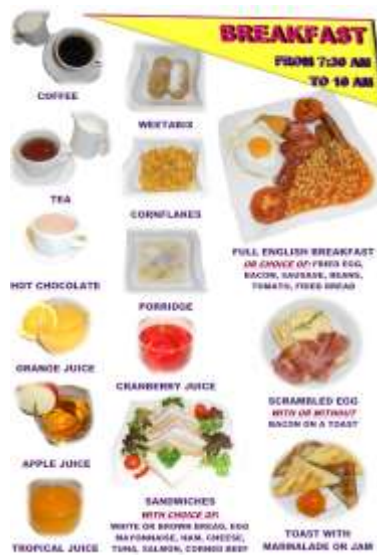 BREAKFAST
FROM 7:30 AM
TO 10 AM
COFFEE
WEETABIX
TEA
CORNFLAKES
HOT CHOCOLATE
PORRIDGE
FULL ENGLISH BREAKFAST
OR CHOICE OF: FRIED EGG,
BACON, SAUSAGE, BEANS,
TOMATO, FRIED BREAD
ORANGE JUICE
CRANBERRY JUICE
SCRAMBLED EGG
WITH OR WITHOUT
BACON ON A TOAST
APPLE JUICE
SANDWICHES
WITH CHOICE OF:
WHITE OR BROWN BREAD, EGG
MAYONNAISE, HAM, CHEESE,
TUNA, SALMON, CORNED BEEF
TROPICAL JUICE
TOAST WITH
MARMALADE OR JAM